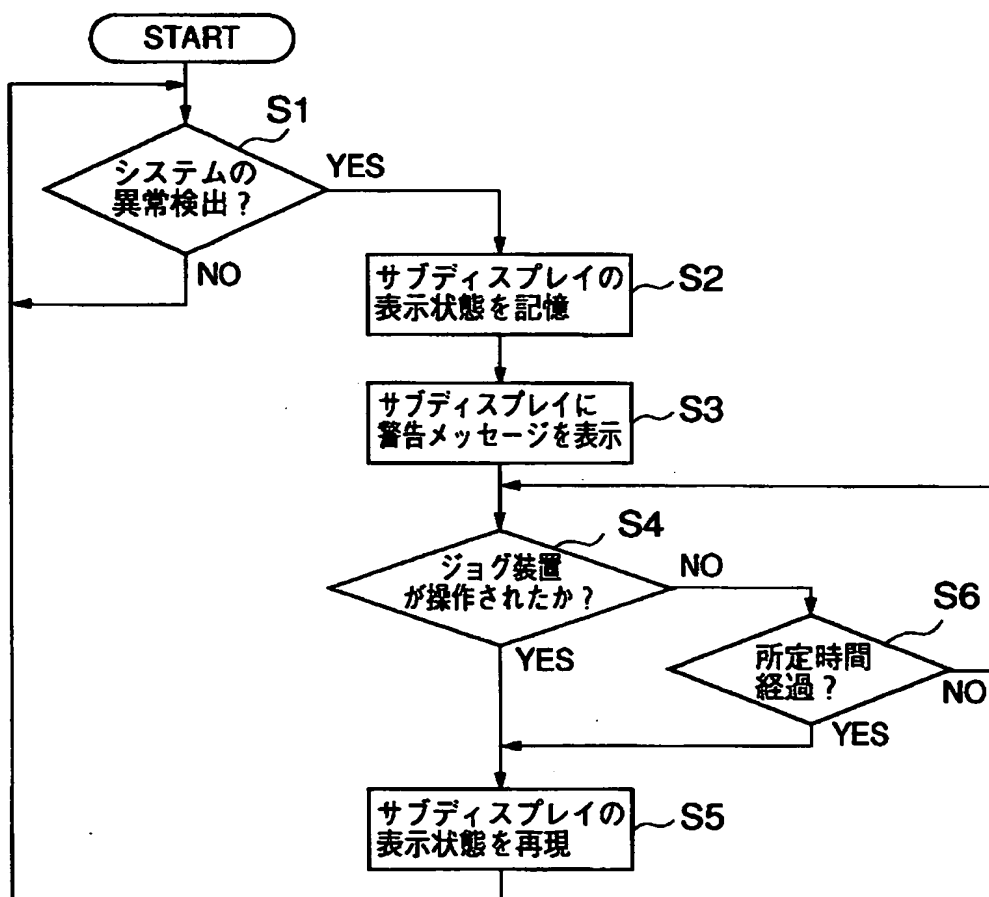 START
S1
システムの
異常検出?
YES
NO
サブディスプレイの
表示状態を記憶
S2
サブディスプレイに
警告メッセージを表示
S3
S4
ジョグ装置
が操作されたか?
NO
YES
S6
所定時間
経過?
NO
YES
サブディスプレイの
表示状態を再現
S5